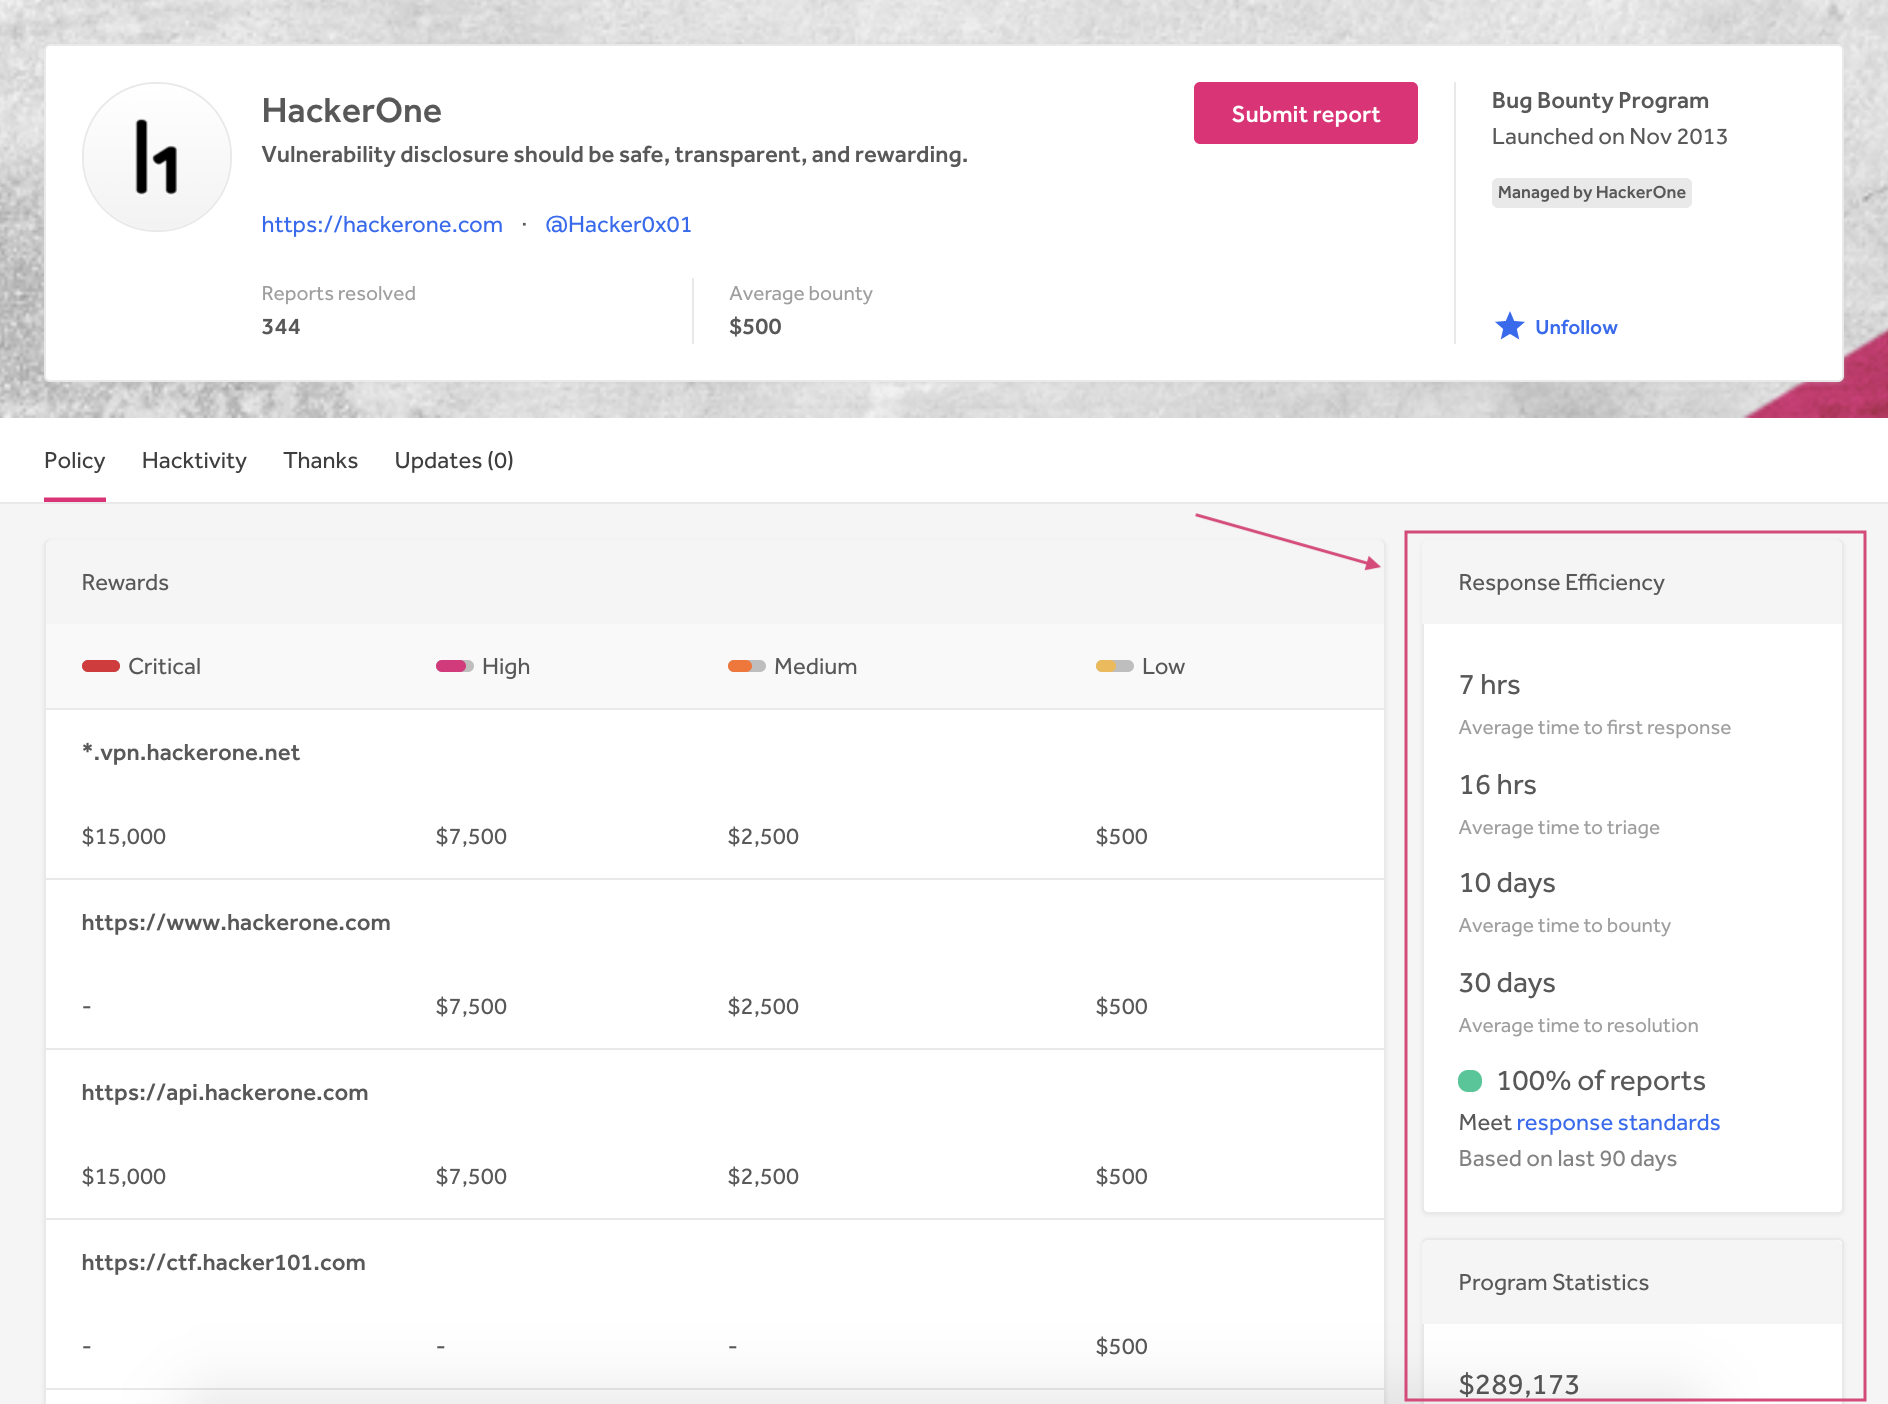 HackerOne
Vulnerability disclosure should be safe, transparent, and rewarding.
https://hackerone.com · @Hacker0x01
Reports resolved
344
Average bounty
$500
Submit report
Bug Bounty Program
Launched on Nov 2013
Managed by HackerOne
Unfollow
Policy Hacktivity Thanks Updates (0)
Rewards
Critical High Medium Low
*.vpn.hackerone.net
$15,000 $7,500 $2,500 $500
https://www.hackerone.com
- $7,500 $2,500 $500
https://api.hackerone.com
$15,000 $7,500 $2,500 $500
https://ctf.hacker101.com
- - - $500
Response Efficiency
7 hrs
Average time to first response
16 hrs
Average time to triage
10 days
Average time to bounty
30 days
Average time to resolution
100% of reports
Meet response standards
Based on last 90 days
Program Statistics
$289,173